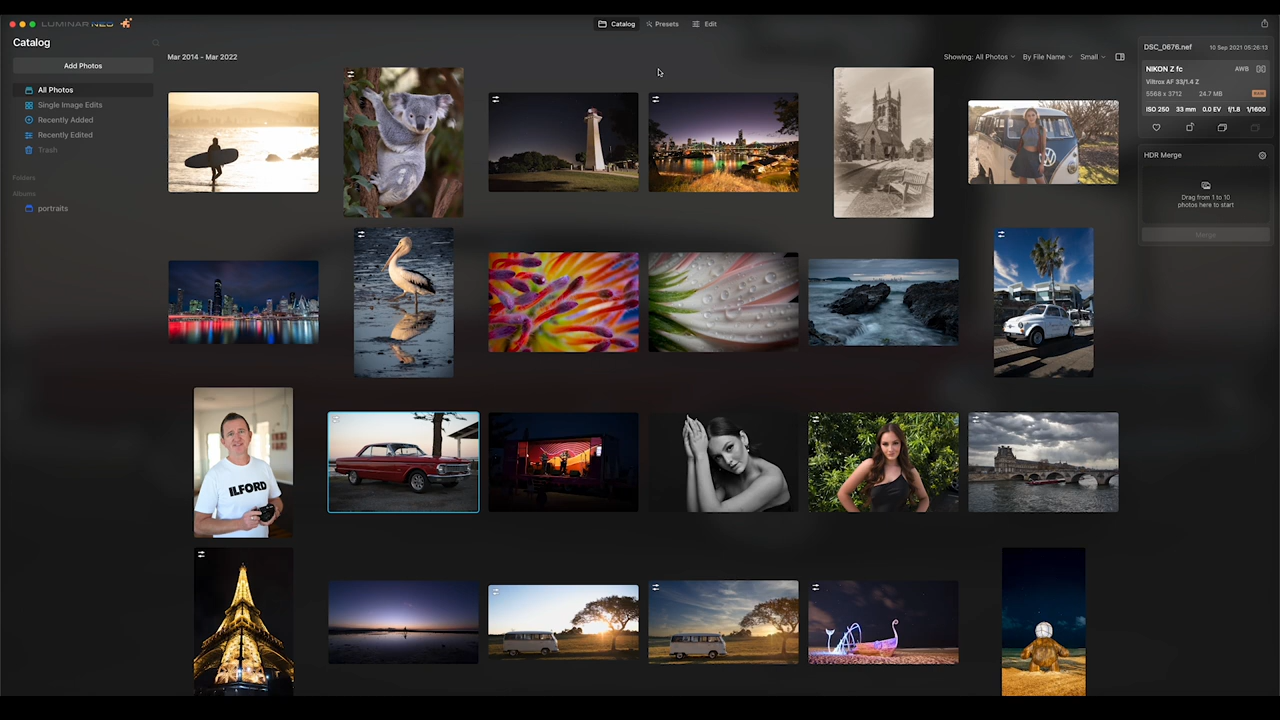 LUMINAR NEO
Catalog
Presets
Edit
Catalog
Add Photos
All Photos
Single Image Edits
Recently Added
Recently Edited
Trash
Folders
Albums
portraits
Mar 2014 - Mar 2022
Showing: All Photos
By File Name
Small
DSC_0676.nef
10 Sep 2021 05:26:13
NIKON Z fc
AWB
Viltrox AF 33/1.4 Z
5568 x 3712
24.7 MB
RAW
ISO 250
33 mm
0.0 EV
f/1.8
1/1600
HDR Merge
Drag from 1 to 10
photos here to start
Merge
ILFORD